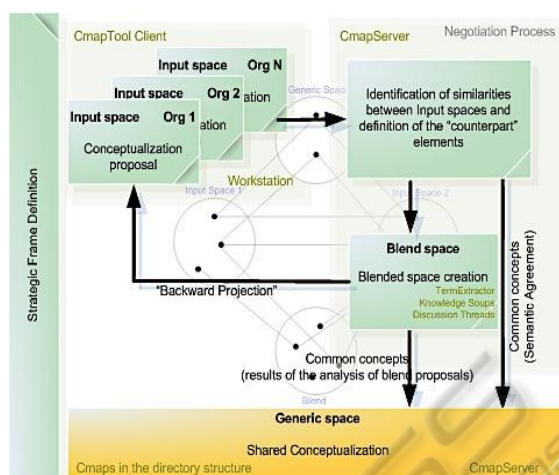 Strategic Frame Definition
CmapTool Client
CmapServer
Negotiation Process
Input space Org N
ation
Input space Org 2
ation
Input space Org 1
Conceptualization
proposal
Generic Spac
Identification of similarities
between Input spaces and
definition of the “counterpart”
elements
Workstation
Input Space 1
Input Space 2
Blend space
Blended space creation
TermExtractor
Knowledge Soups
Discussion Threads
“Backward Projection”
Common concepts
(Semantic Agreement)
Common concepts
(results of the analysis of blend proposals)
Blend
Generic space
Shared Conceptualization
Cmaps in the directory structure
CmapServer